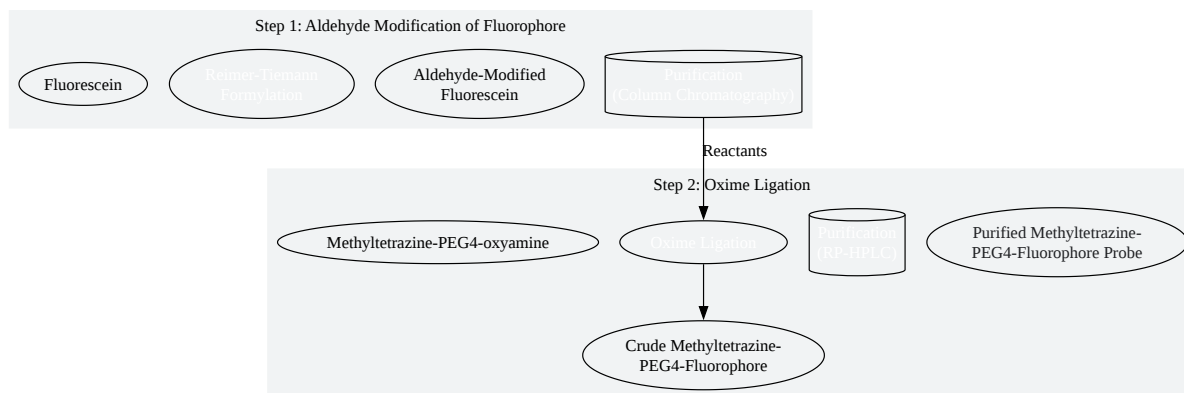 Step 1: Aldehyde Modification of Fluorophore
Fluorescein
Reimer-Tiemann
Formylation
Aldehyde-Modified
Fluorescein
Purification
(Column Chromatography)
Reactants
Step 2: Oxime Ligation
Methyltetrazine-PEG4-oxyamine
Oxime Ligation
Purification
(RP-HPLC)
Purified Methyltetrazine-
PEG4-Fluorophore Probe
Crude Methyltetrazine-
PEG4-Fluorophore